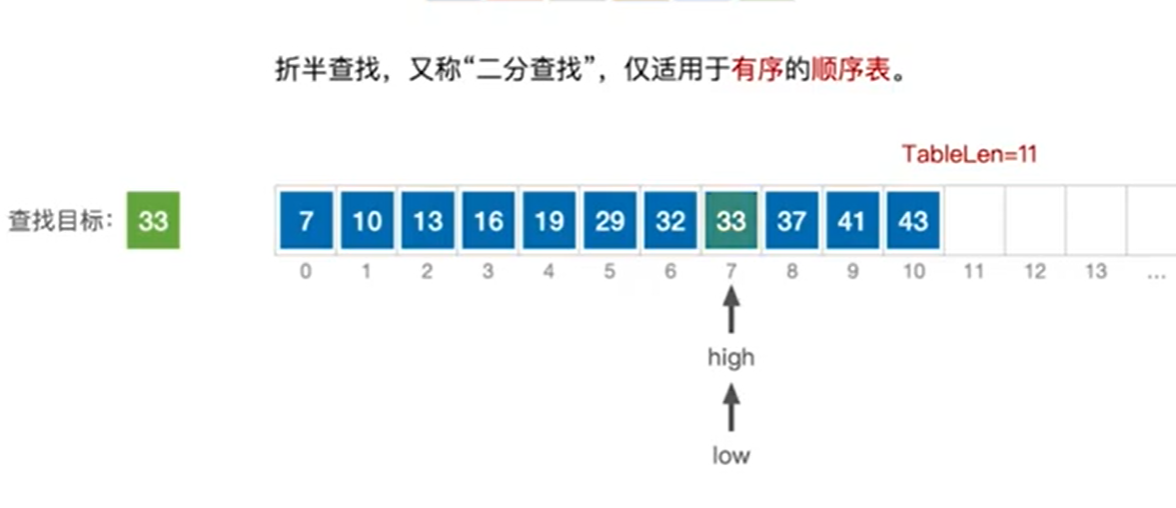 折半查找，又称“二分查找”，仅适用于有序的顺序表。
TableLen=11
查找目标： 33 7 10 13 16 19 29 32 33 37 41 43
0 1 2 3 4 5 6 7 8 9 10 11 12 13 ...
high
low